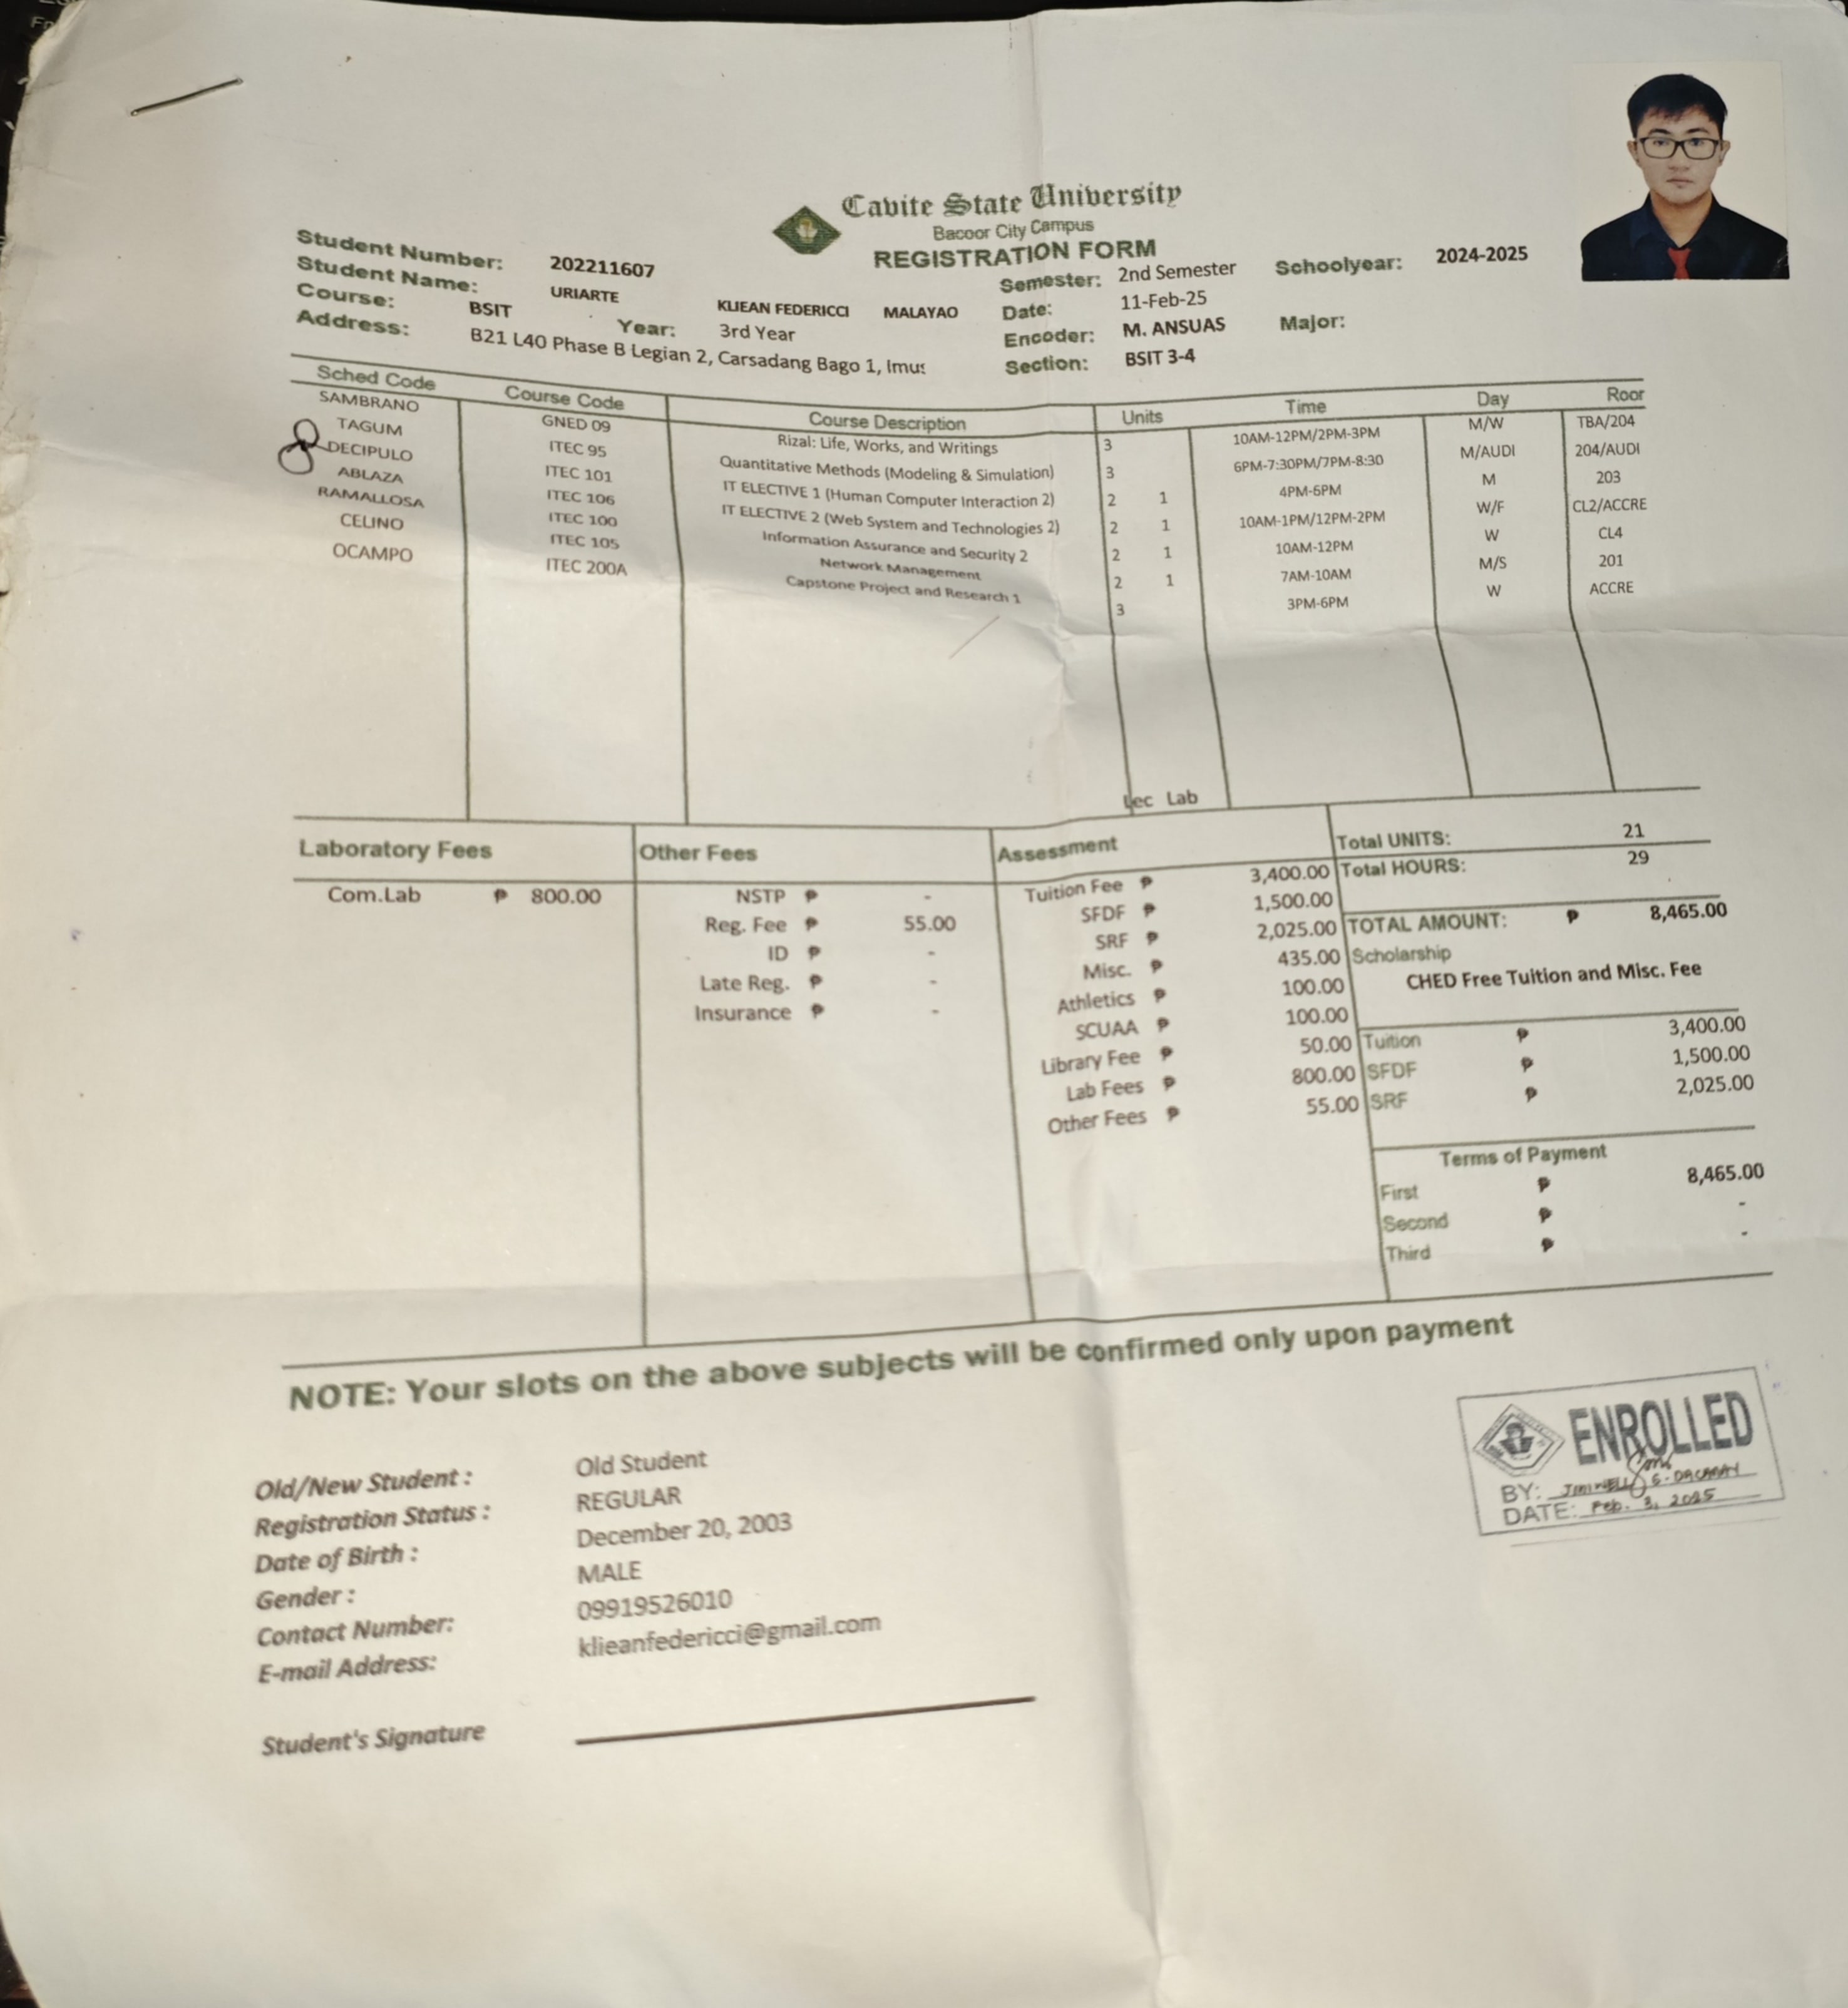 Cavite State University
Bacoor City Campus
REGISTRATION FORM
Student Number: 202211607
Semester: 2nd Semester Schoolyear: 2024-2025
Student Name: URIARTE KLIEAN FEDERICCI MALAYAO
Date: 11-Feb-25
Course: BSIT Year: 3rd Year
Encoder: M. ANSUAS Major:
Address: B21 L40 Phase B Legian 2, Carsadang Bago 1, Imus
Section: BSIT 3-4
Sched Code Course Code Course Description Units Time Day Roor
SAMBRANO GNED 09 Rizal: Life, Works, and Writings 3 10AM-12PM/2PM-3PM M/W TBA/204
TAGUM ITEC 95 Quantitative Methods (Modeling & Simulation) 3 6PM-7:30PM/7PM-8:30 M/AUDI 204/AUDI
DECIPULO ITEC 101 IT ELECTIVE 1 (Human Computer Interaction 2) 2 1 4PM-6PM M 203
ABLAZA ITEC 106 IT ELECTIVE 2 (Web System and Technologies 2) 2 1 10AM-1PM/12PM-2PM W/F CL2/ACCRE
RAMALLOSA ITEC 100 Information Assurance and Security 2 2 1 10AM-12PM W CL4
CELINO ITEC 105 Network Management 2 1 7AM-10AM M/S 201
OCAMPO ITEC 200A Capstone Project and Research 1 3 3PM-6PM W ACCRE
Lec Lab
Laboratory Fees Other Fees Assessment Total UNITS: 21
Total HOURS: 29
Com.Lab ₱ 800.00
NSTP ₱ -
Reg. Fee ₱ 55.00
ID ₱ -
Late Reg. ₱ -
Insurance ₱ -
Tuition Fee ₱ 3,400.00
SFDF ₱ 1,500.00
SRF ₱ 2,025.00
Misc. ₱ 435.00
Athletics ₱ 100.00
SCUAA ₱ 100.00
Library Fee ₱ 50.00
Lab Fees ₱ 800.00
Other Fees ₱ 55.00
TOTAL AMOUNT: ₱ 8,465.00
Scholarship
CHED Free Tuition and Misc. Fee
Tuition ₱ 3,400.00
SFDF ₱ 1,500.00
SRF ₱ 2,025.00
Terms of Payment
First ₱ 8,465.00
Second ₱ -
Third ₱ -
NOTE: Your slots on the above subjects will be confirmed only upon payment
ENROLLED
BY:
DATE: Feb. 3, 2025
Old/New Student : Old Student
Registration Status : REGULAR
Date of Birth : December 20, 2003
Gender : MALE
Contact Number: 09919526010
E-mail Address: klieanfedericci@gmail.com
Student's Signature